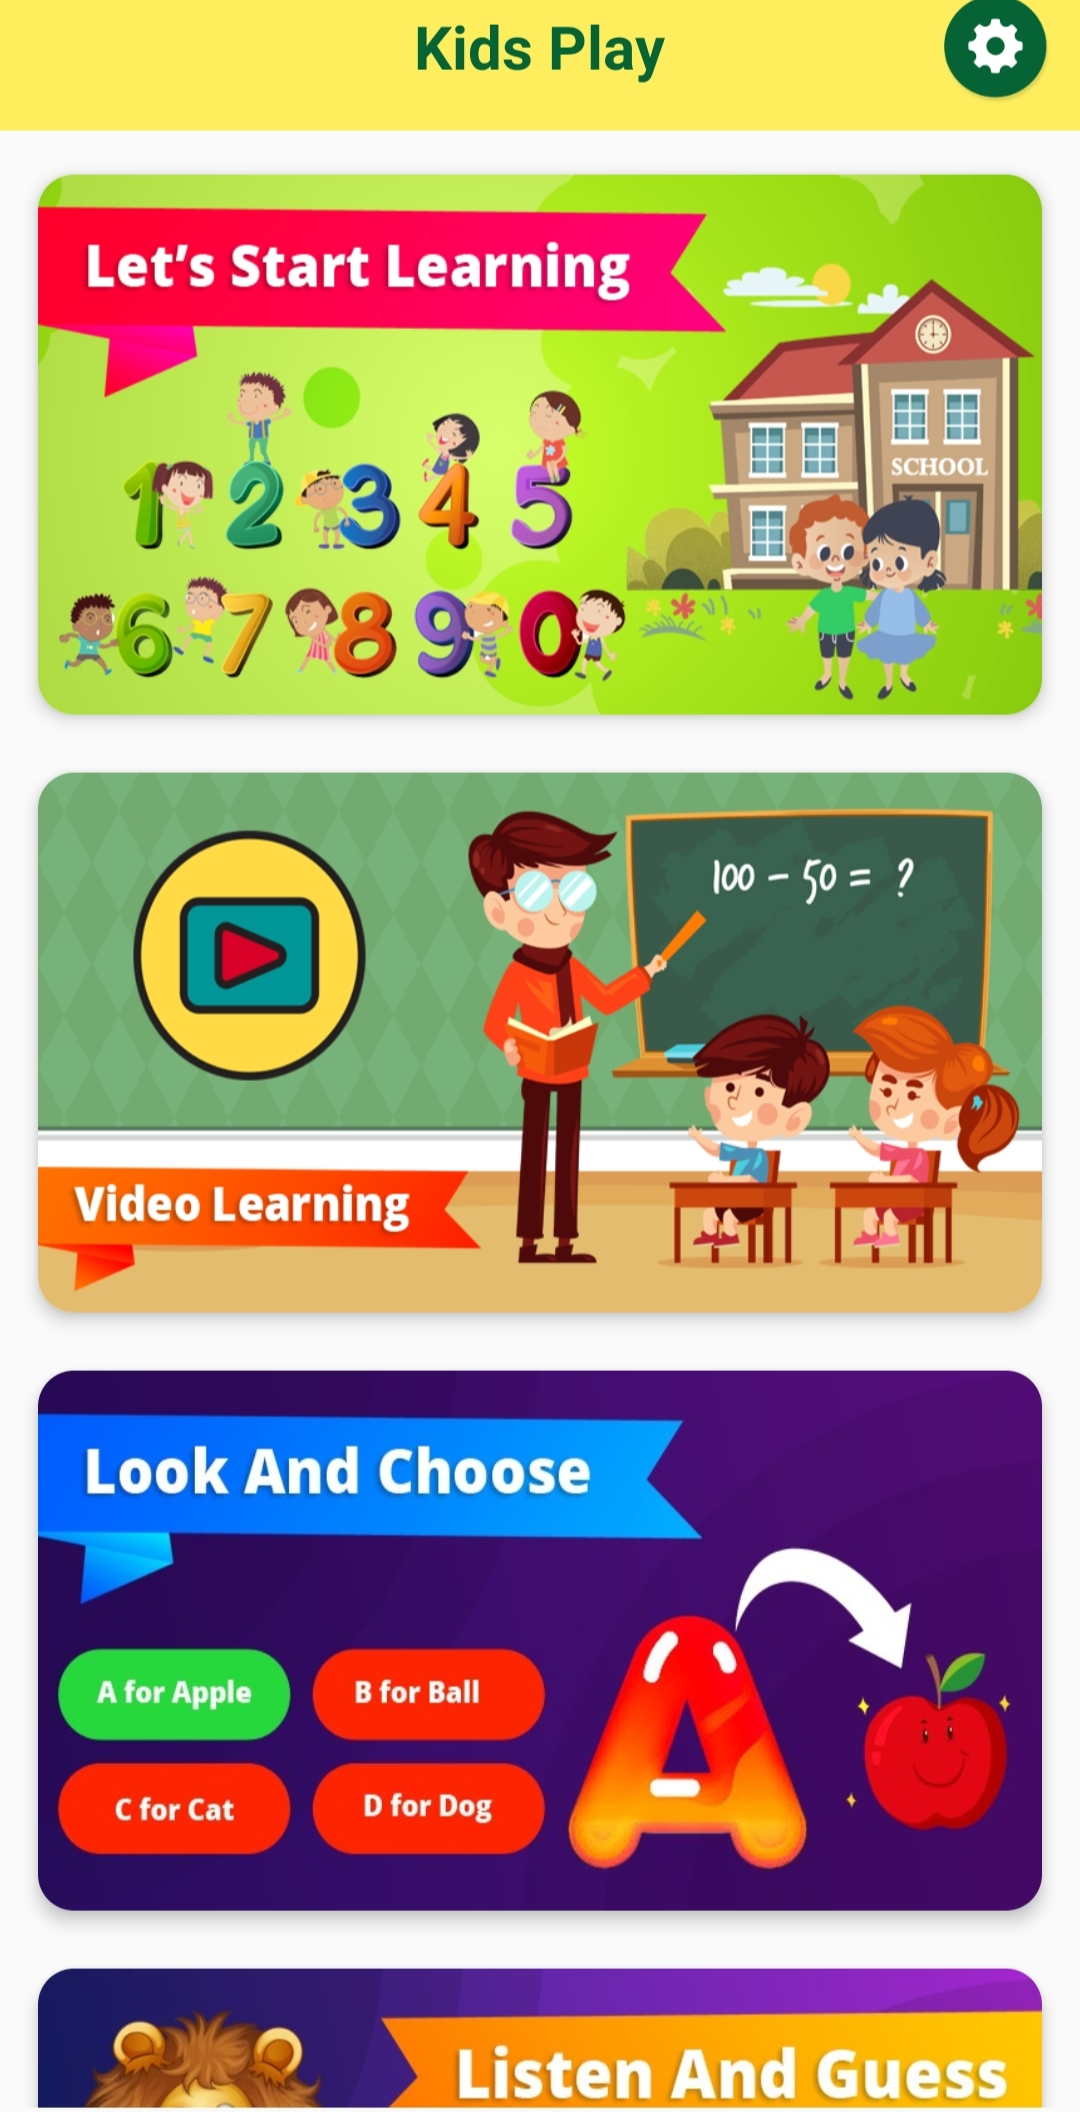 Kids Play
Let's Start Learning
SCHOOL
1 2 3 4 5
6 7 8 9 0
100 - 50 = ?
Video Learning
Look And Choose
A for Apple
B for Ball
C for Cat
D for Dog
A
Listen And Guess